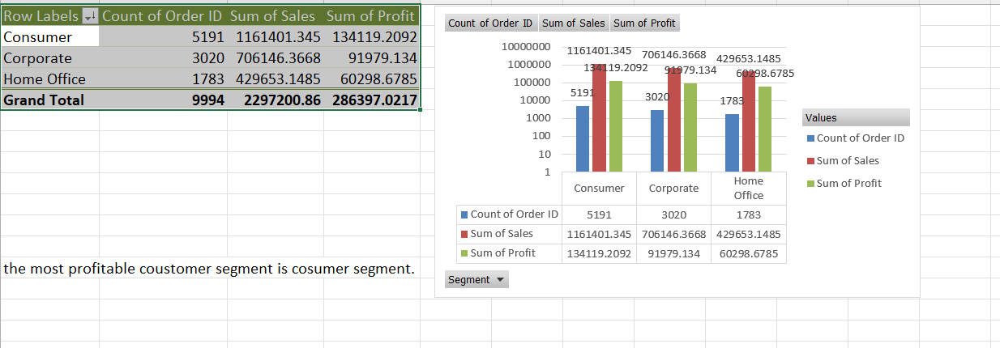 Row Labels Count of Order ID Sum of Sales Sum of Profit
Consumer 5191 1161401.345 134119.2092
Corporate 3020 706146.3668 91979.134
Home Office 1783 429653.1485 60298.6785
Grand Total 9994 2297200.86 286397.0217
the most profitable coustomer segment is cosumer segment.
Count of Order ID Sum of Sales Sum of Profit
10000000
1000000
100000
10000
1000
100
10
1
1161401.345 706146.3668 429653.1485
134119.2092 91979.134 60298.6785
5191 3020 1783
Consumer Corporate Home
Office
Count of Order ID 5191 3020 1783
Sum of Sales 1161401.345 706146.3668 429653.1485
Sum of Profit 134119.2092 91979.134 60298.6785
Segment
Values
Count of Order ID
Sum of Sales
Sum of Profit